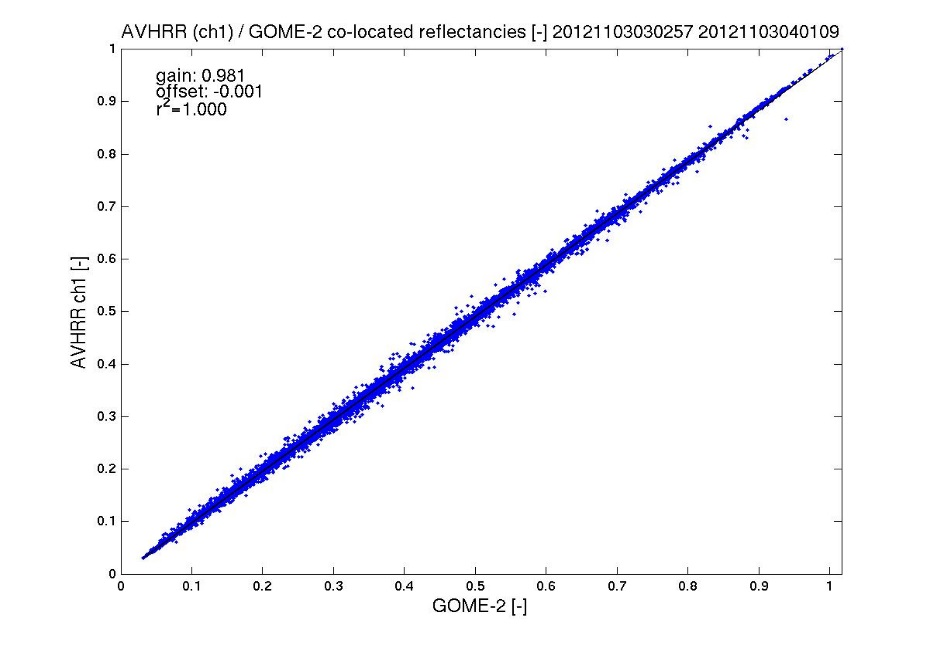 AVHRR (ch1) / GOME-2 co-located reflectancies [-] 20121103030257 20121103040109
gain: 0.981
offset: -0.001
r²=1.000
1
0.9
0.8
0.7
0.6
0.5
0.4
0.3
0.2
0.1
0
AVHRR ch1 [-]
0 0.1 0.2 0.3 0.4 0.5 0.6 0.7 0.8 0.9 1
GOME-2 [-]